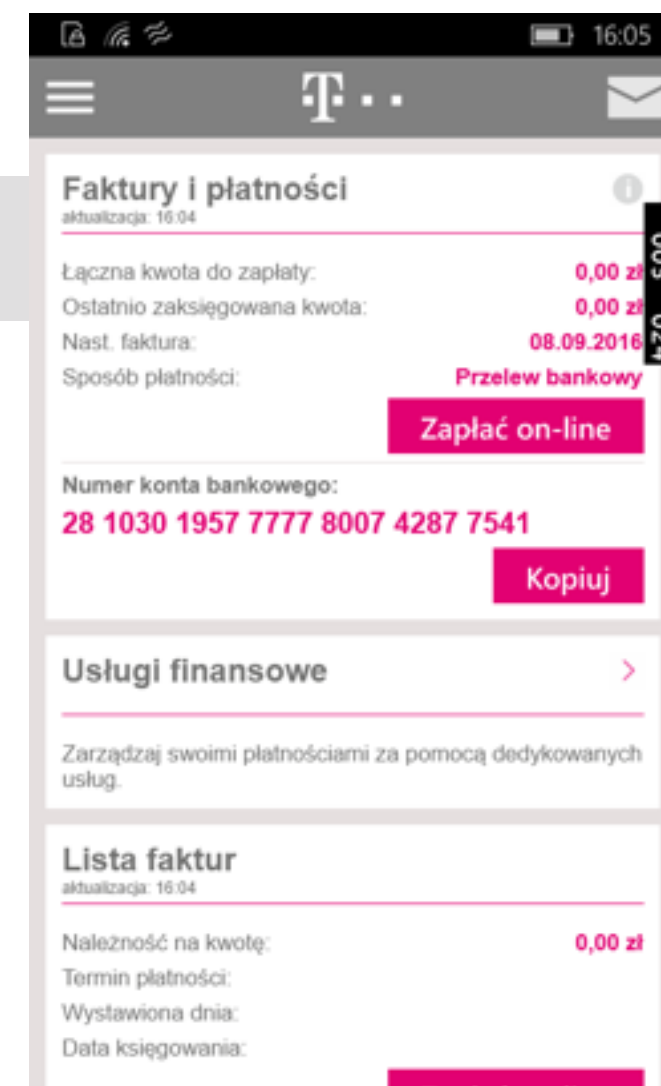 16:05
T
Faktury i płatności
aktualizacja: 16:04
Łączna kwota do zapłaty: 0,00 zł
Ostatnio zaksięgowana kwota: 0,00 zł
Nast. faktura: 08.09.2016
Sposób płatności: Przelew bankowy
Zapłać on-line
Numer konta bankowego:
28 1030 1957 7777 8007 4287 7541
Kopiuj
Usługi finansowe
Zarządzaj swoimi płatnościami za pomocą dedykowanych
usług.
Lista faktur
aktualizacja: 16:04
Należność na kwotę: 0,00 zł
Termin płatności:
Wystawiona dnia:
Data księgowania: